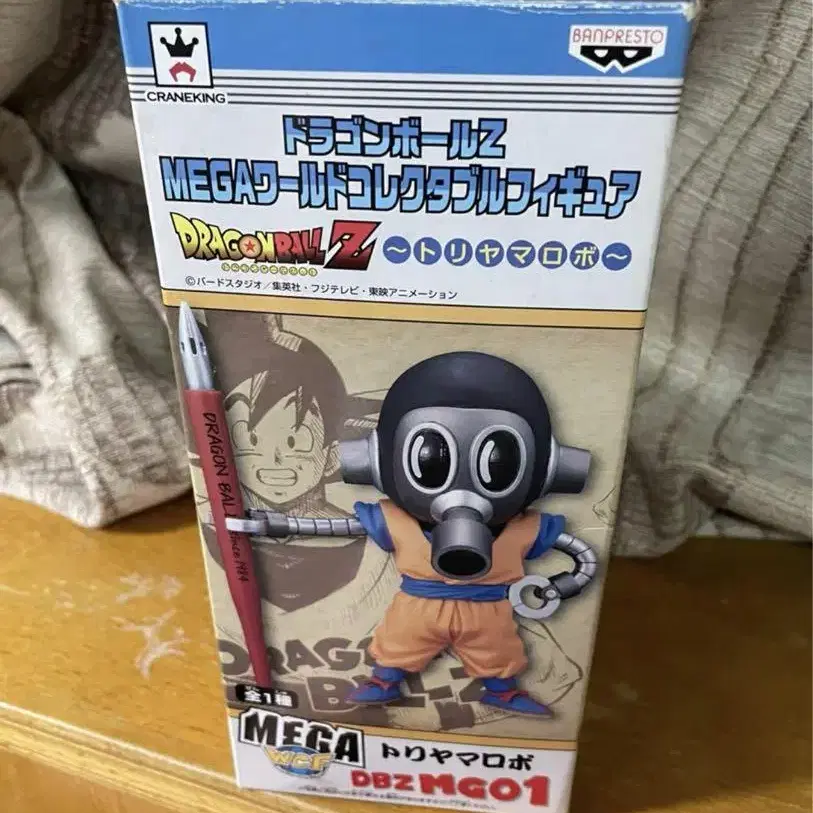 CRANEKING
BANPRESTO
ドラゴンボールZ
MEGAワールドコレクタブルフィギュア
DRAGONBALL Z
～トリヤマロボ～
©バードスタジオ／集英社・フジテレビ・東映アニメーション
DRAGON BALL Since 1984
DRAGO
BALL Z
全1種
MEGA
WCF
トリヤマロボ
DBZ MG01